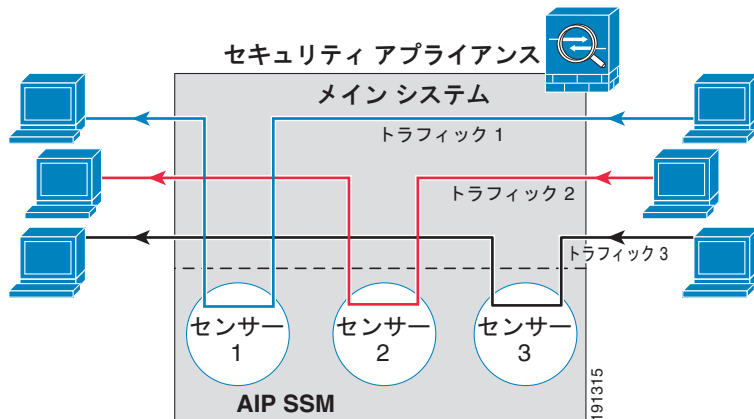 セキュリティ アプライアンス
メイン システム
トラフィック 1
トラフィック 2
トラフィック 3
センサー
1
センサー
2
センサー
3
AIP SSM
191315